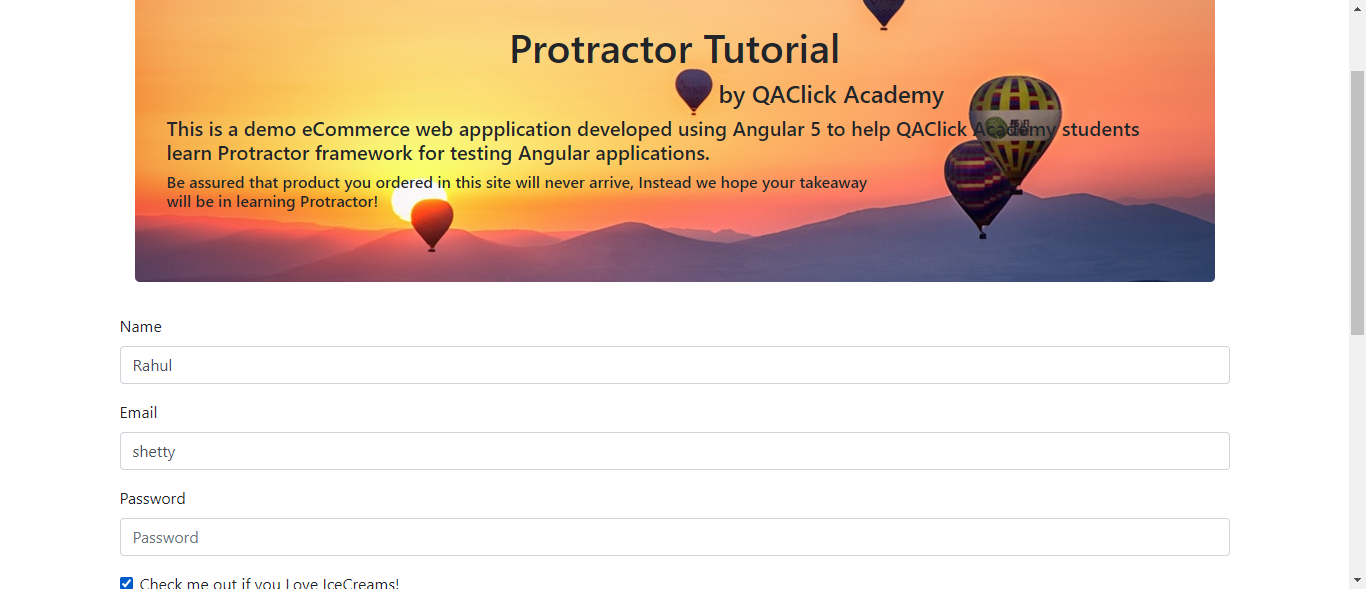 Protractor Tutorial
by QAClick Academy
This is a demo eCommerce web appplication developed using Angular 5 to help QAClick Academy students
learn Protractor framework for testing Angular applications.
Be assured that product you ordered in this site will never arrive, Instead we hope your takeaway
will be in learning Protractor!
Name
Rahul
Email
shetty
Password
Password
Check me out if you Love IceCreams!